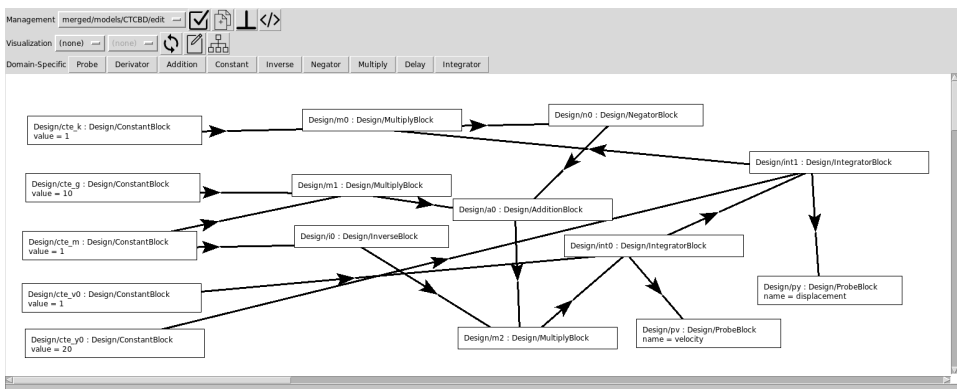 Management merged/models/CTCBD/edit </>
Visualization (none) (none)
Domain-Specific Probe Derivator Addition Constant Inverse Negator Multiply Delay Integrator
Design/cte_k : Design/ConstantBlock
value = 1
Design/m0 : Design/MultiplyBlock
Design/n0 : Design/NegatorBlock
Design/int1 : Design/IntegratorBlock
Design/cte_g : Design/ConstantBlock
value = 10
Design/m1 : Design/MultiplyBlock
Design/a0 : Design/AdditionBlock
Design/cte_m : Design/ConstantBlock
value = 1
Design/i0 : Design/InverseBlock
Design/int0 : Design/IntegratorBlock
Design/cte_v0 : Design/ConstantBlock
value = 1
Design/py : Design/ProbeBlock
name = displacement
Design/cte_y0 : Design/ConstantBlock
value = 20
Design/m2 : Design/MultiplyBlock
Design/pv : Design/ProbeBlock
name = velocity